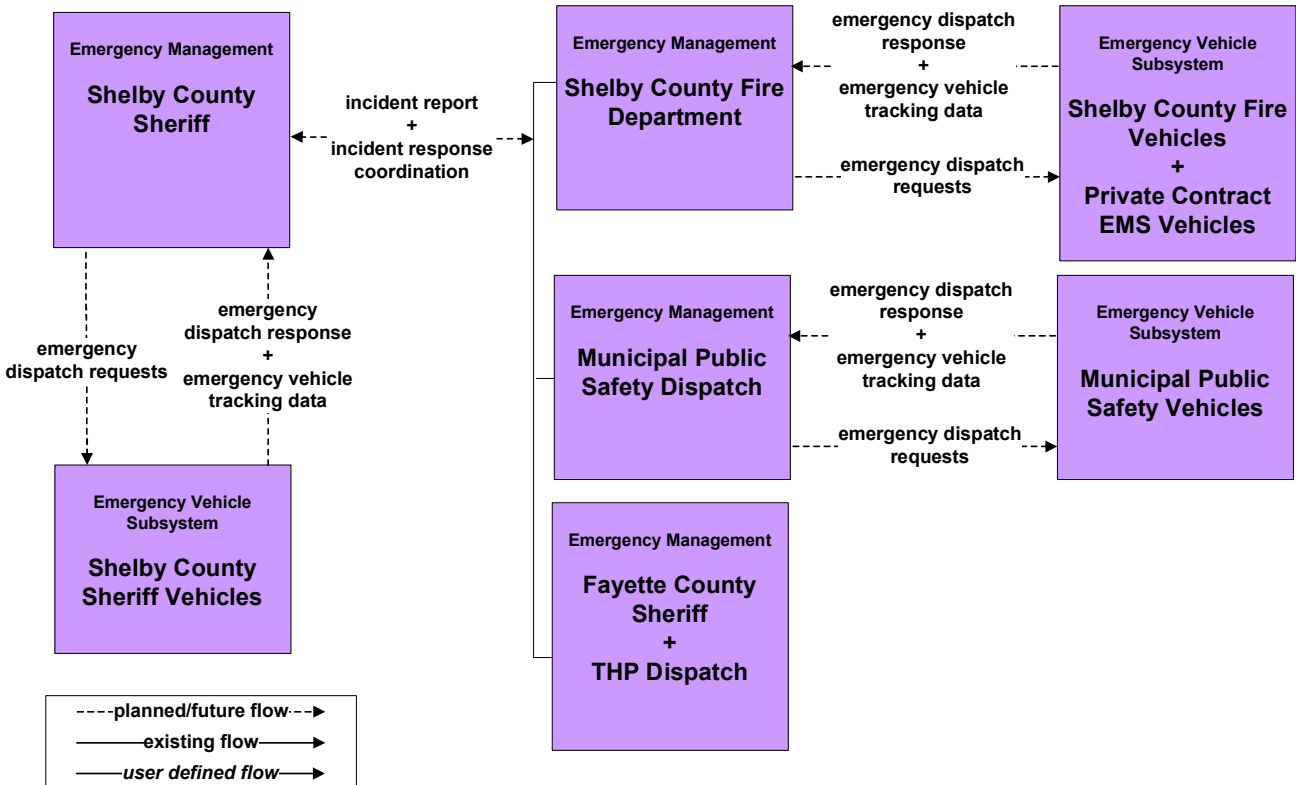 Emergency Management
Shelby County
Sheriff
incident report
+
incident response
coordination
Emergency Management
Shelby County Fire
Department
emergency dispatch
response
+
emergency vehicle
tracking data
emergency dispatch
requests
Emergency Vehicle
Subsystem
Shelby County Fire
Vehicles
+
Private Contract
EMS Vehicles
emergency
dispatch requests
emergency
dispatch response
+
emergency vehicle
tracking data
Emergency Management
Municipal Public
Safety Dispatch
emergency dispatch
response
+
emergency vehicle
tracking data
emergency dispatch
requests
Emergency Vehicle
Subsystem
Municipal Public
Safety Vehicles
Emergency Vehicle
Subsystem
Shelby County
Sheriff Vehicles
Emergency Management
Fayette County
Sheriff
+
THP Dispatch
planned/future flow
existing flow
user defined flow